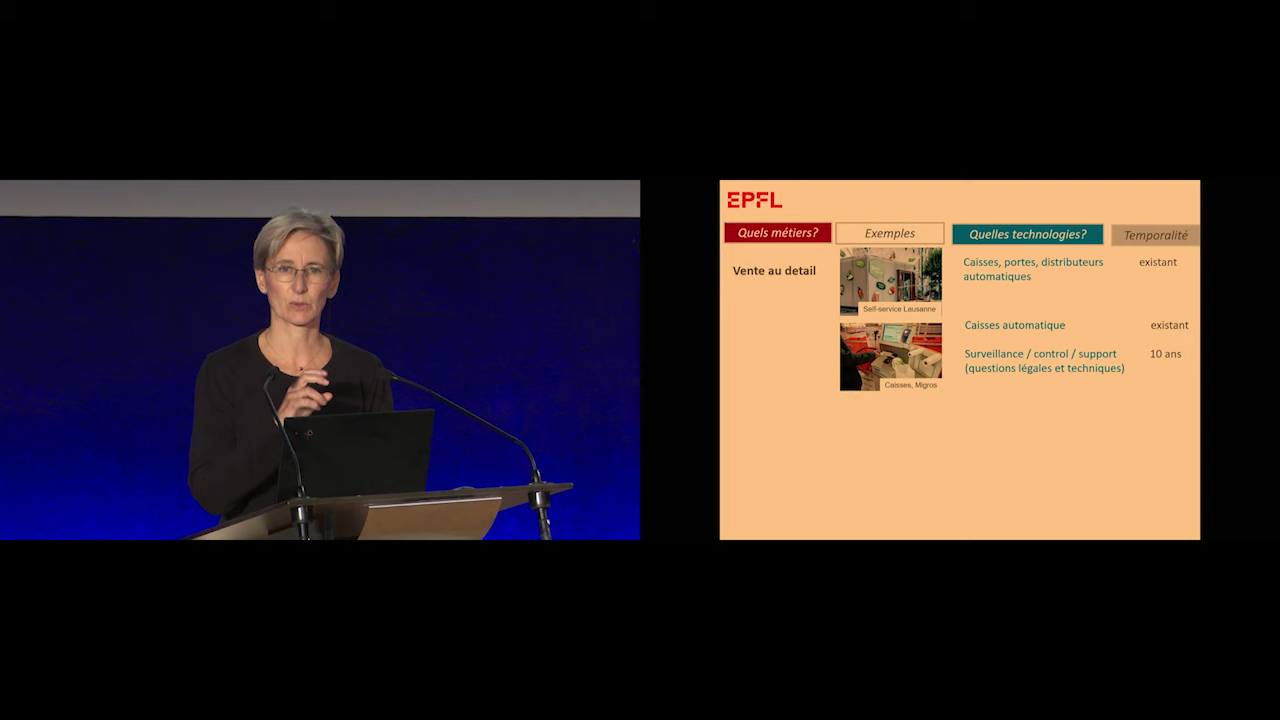 EPFL
Quels métiers?
Exemples
Quelles technologies?
Temporalité
Vente au detail
Self-service Lausanne
Caisses, portes, distributeurs
automatiques
existant
Caisses automatique
existant
Surveillance / control / support
(questions légales et techniques)
10 ans
Caisses, Migros